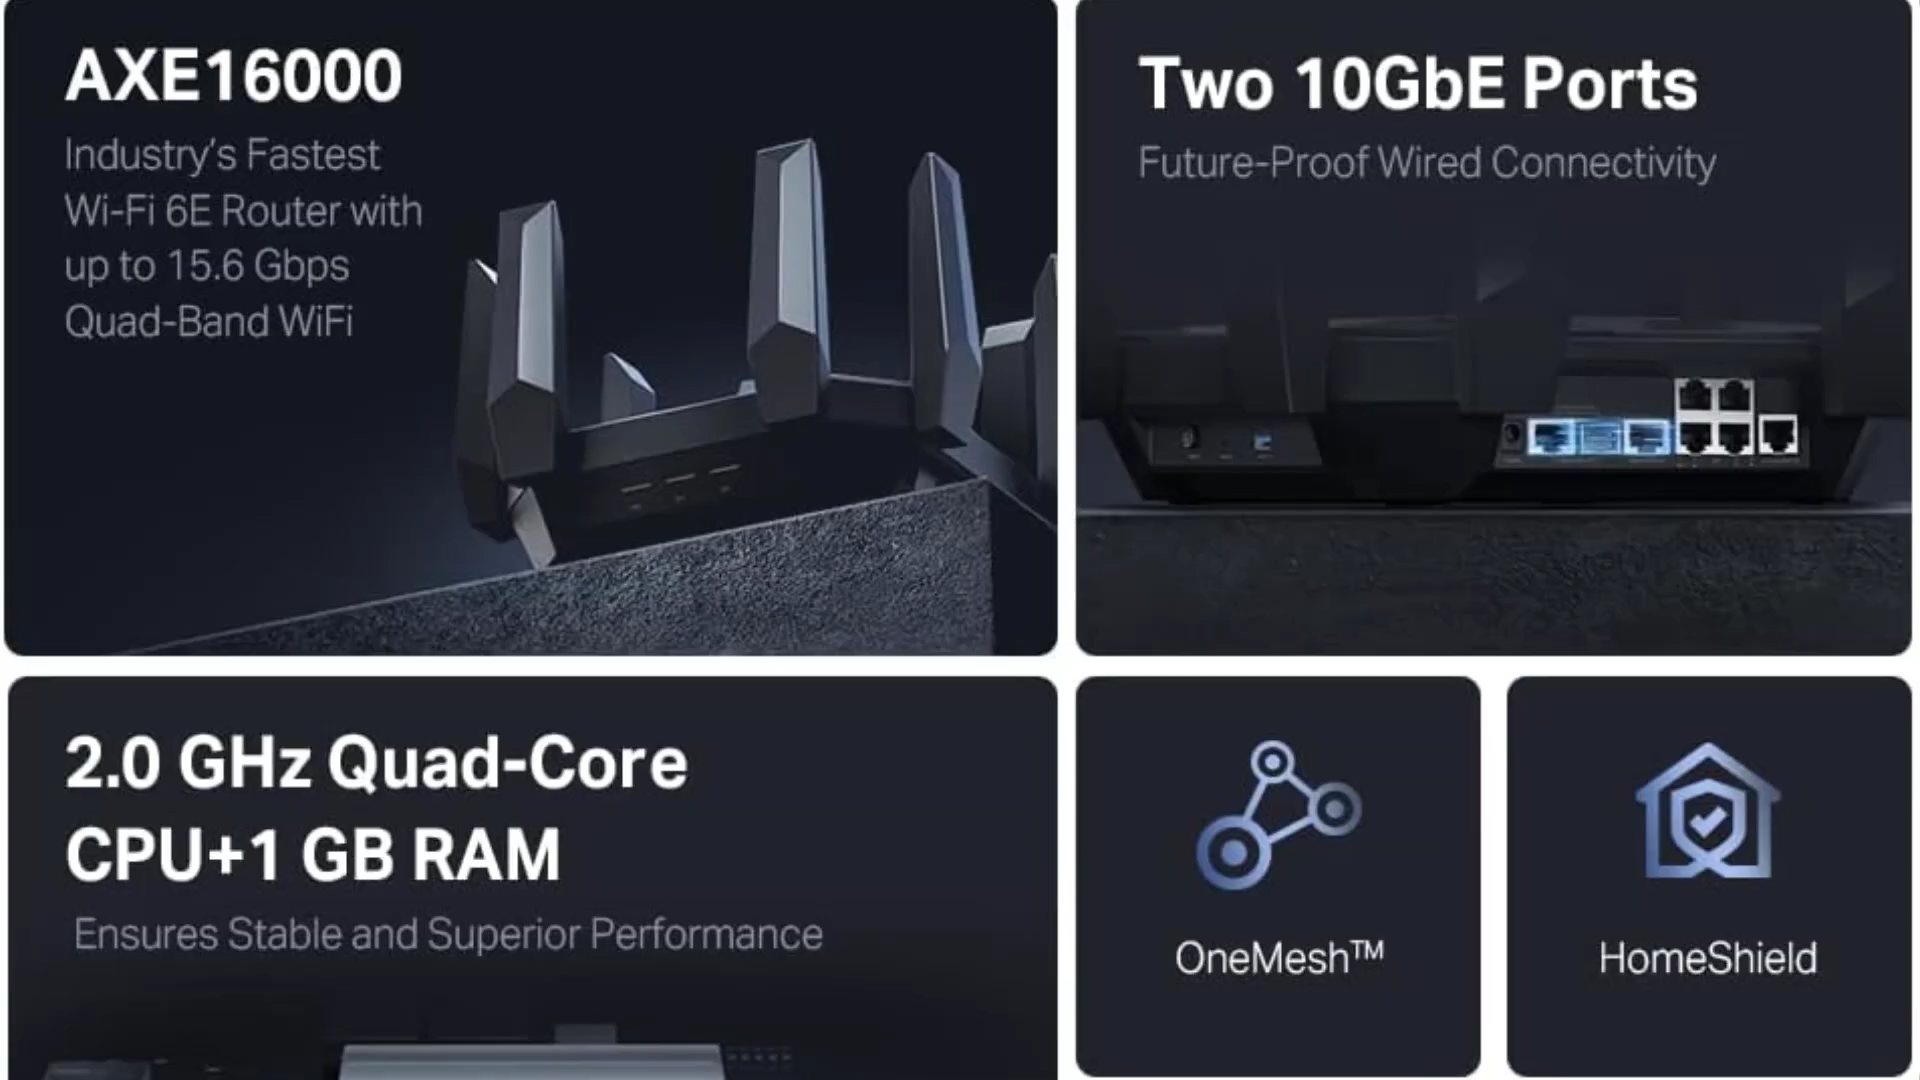 AXE16000
Industry's Fastest
Wi-Fi 6E Router with
up to 15.6 Gbps
Quad-Band WiFi
Two 10GbE Ports
Future-Proof Wired Connectivity
2.0 GHz Quad-Core
CPU+1 GB RAM
Ensures Stable and Superior Performance
OneMesh™
HomeShield